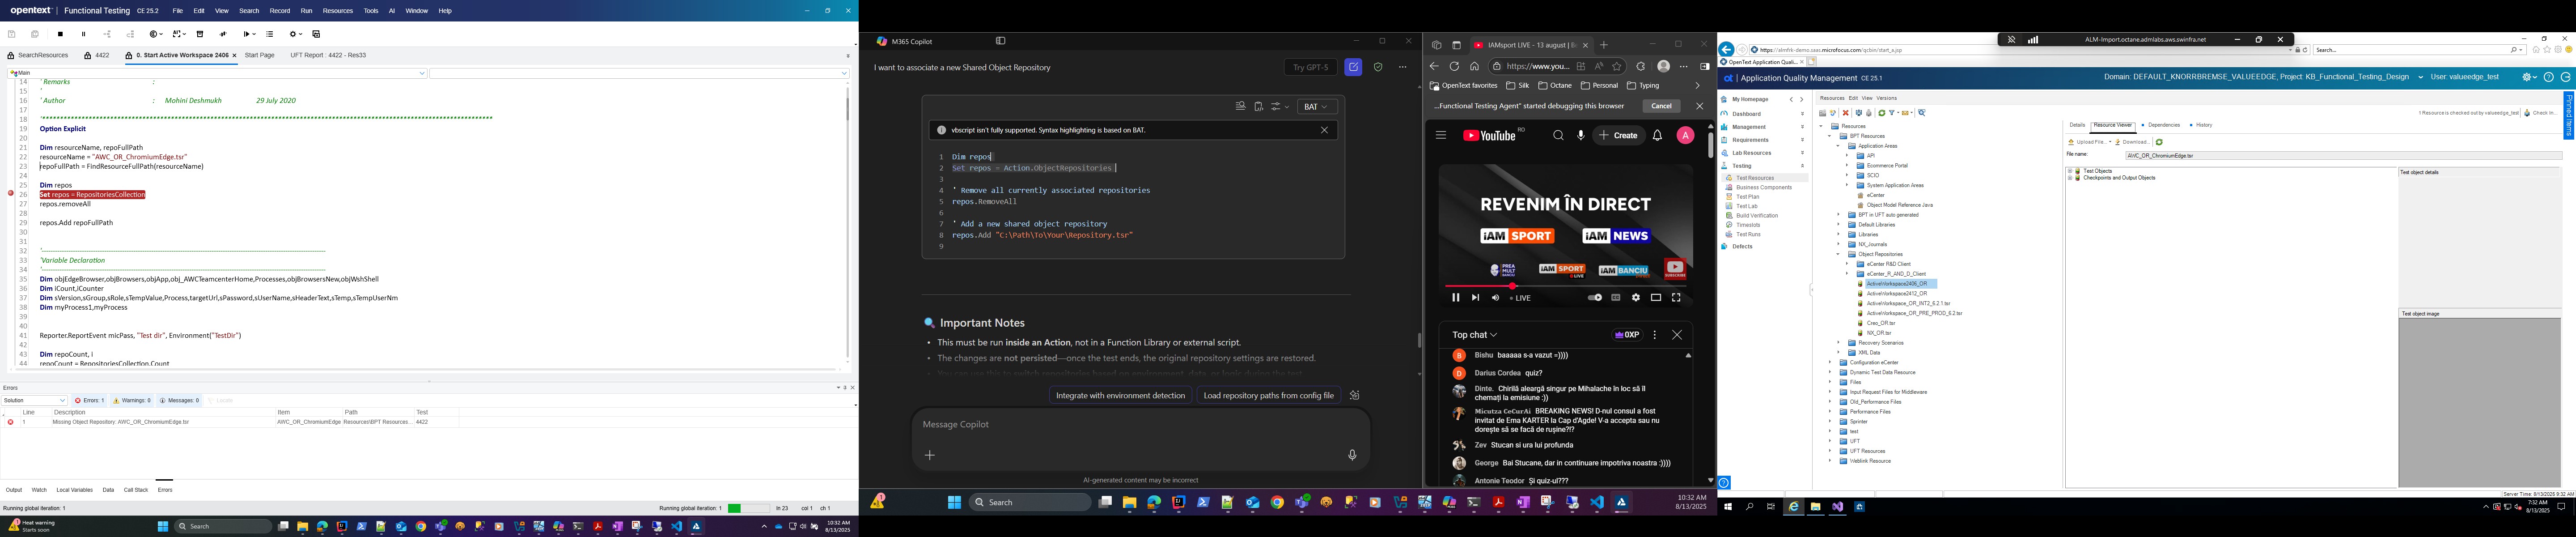 opentext™ | Functional Testing CE 25.2 File Edit View Search Record Run Resources Tools AI Window Help
SearchResources 4422 0. Start Active Workspace 2406 Start Page UFT Report : 4422 - Res33
Main
14 ' Remarks :
15 '
16 ' Author : Mohini Deshmukh 29 July 2020
17
18
19 Option Explicit
20
21 Dim resourceName, repoFullPath
22 resourceName = "AWC_OR_ChromiumEdge.tsr"
23 repoFullPath = FindResourceFullPath(resourceName)
24
25 Dim repos
26 Set repos = RepositoriesCollection
27 repos.removeAll
28
29 repos.Add repoFullPath
30
31
32
33 'Variable Declaration
34
35 Dim objEdgeBrowser,objBrowsers,objApp,obj_AWCTeamcenterHome,Processes,objBrowsersNew,objWshShell
36 Dim iCount,iCounter
37 Dim sVersion,sGroup,sRole,sTempValue,Process,targetUrl,sPassword,sUserName,sHeaderText,sTemp,sTempUserNm
38 Dim myProcess1,myProcess
39
40
41 Reporter.ReportEvent micPass, "Test dir", Environment("TestDir")
42
43 Dim repoCount, i
44 repoCount = RepositoriesCollection.Count
Errors
Solution Errors: 1 Warnings: 0 Messages: 0 Locate
Line Description Item Path Test
1 Missing Object Repository: AWC_OR_ChromiumEdge.tsr AWC_OR_ChromiumEdge Resources\BPT Resources... 4422
Output Watch Local Variables Data Call Stack Errors
Running global iteration: 1 Running global iteration: 1 ln 23 col 1 ch 1
Heat warning
Starts soon
Search
10:32 AM
8/13/2025
M365 Copilot
I want to associate a new Shared Object Repository
Try GPT-5
BAT
vbscript isn't fully supported. Syntax highlighting is based on BAT.
1 Dim repos
2 Set repos = Action.ObjectRepositories
3
4 ' Remove all currently associated repositories
5 repos.RemoveAll
6
7 ' Add a new shared object repository
8 repos.Add "C:\Path\To\Your\Repository.tsr"
9
Important Notes
• This must be run inside an Action, not in a Function Library or external script.
• The changes are not persisted—once the test ends, the original repository settings are restored.
Integrate with environment detection
Load repository paths from config file
Message Copilot
AI-generated content may be incorrect
IAMsport LIVE - 13 august | Bo
https://www.you...
OpenText favorites Silk Octane Personal Typing
...Functional Testing Agent" started debugging this browser Cancel
YouTube RO
Create
A
REVENIM ÎN DIRECT
iAM SPORT iAM NEWS
PREA MULT BANCIU iAM SPORT LIVE iAM BANCIU SUBSCRIBE
LIVE
Top chat 0XP
B Bishu baaaaa s-a vazut =))))
D Darius Cordea quiz?
Dinte. Chirilă aleargă singur pe Mihalache în loc să îl
chemați la emisiune :))
Micutza CeCurAi BREAKING NEWS! D-nul consul a fost
invitat de Ema KARTER la Cap d'Agde! V-a accepta sau nu
dorește să se facă de rușine?!?
Zev Stucan si ura lui profunda
George Bai Stucane, dar in continuare impotriva noastra :))))
Antonie Teodor Și quiz-ul???
Search
10:32 AM
8/13/2025
ALM-Import.octane.admlabs.aws.swinfra.net
https://almfrk-demo.saas.microfocus.com/qcbin/start_a.jsp
Search...
OpenText Application Quality...
Application Quality Management CE 25.1
Domain: DEFAULT_KNORRBREMSE_VALUEEDGE, Project: KB_Functional_Testing_Design User: valueedge_test
My Homepage
Dashboard
Management
Requirements
Lab Resources
Testing
Test Resources
Business Components
Test Plan
Test Lab
Build Verification
Timeslots
Test Runs
Defects
Resources Edit View Versions
1 Resource is checked out by valueedge_test Check In...
Resources
BPT Resources
Application Areas
API
Ecommerce Portal
SCIO
System Application Areas
eCenter
Object Model Reference Java
BPT in UFT auto generated
Default Libraries
Libraries
NX_Journals
Object Repositories
eCenter R&D Client
eCenter_R_AND_D_Client
ActiveWorkspace2406_OR
ActiveWorkspace2412_OR
ActiveWorkspace_OR_INT2_6.2.1.tsr
ActiveWorkspace_OR_PRE_PROD_6.2.tsr
Creo_OR.tsr
NX_OR.tsr
Recovery Scenarios
XML Data
Configuration eCenter
Dynamic Test Data Resource
Files
Input Request Files for Middleware
Old_Performance Files
Performance Files
Sprinter
test
UFT
UFT Resources
Weblink Resource
Details Resource Viewer Dependencies History
Upload File... Download...
File name: AWC_OR_ChromiumEdge.tsr
Test Objects
Checkpoints and Output Objects
Test object details
Test object image
Pinned Items
Server Time: 8/13/2025 9:32 AM
7:32 AM
8/13/2025